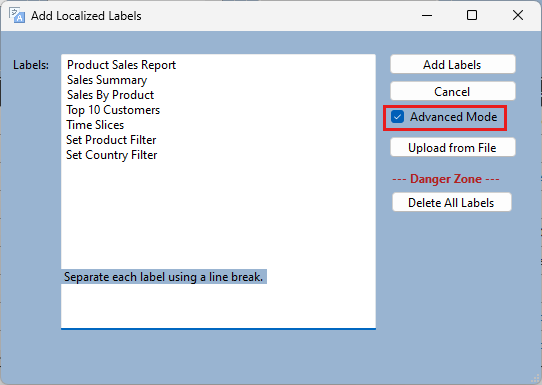 Add Localized Labels
Labels:
Product Sales Report
Sales Summary
Sales By Product
Top 10 Customers
Time Slices
Set Product Filter
Set Country Filter
Separate each label using a line break.
Add Labels
Cancel
Advanced Mode
Upload from File
--- Danger Zone ---
Delete All Labels